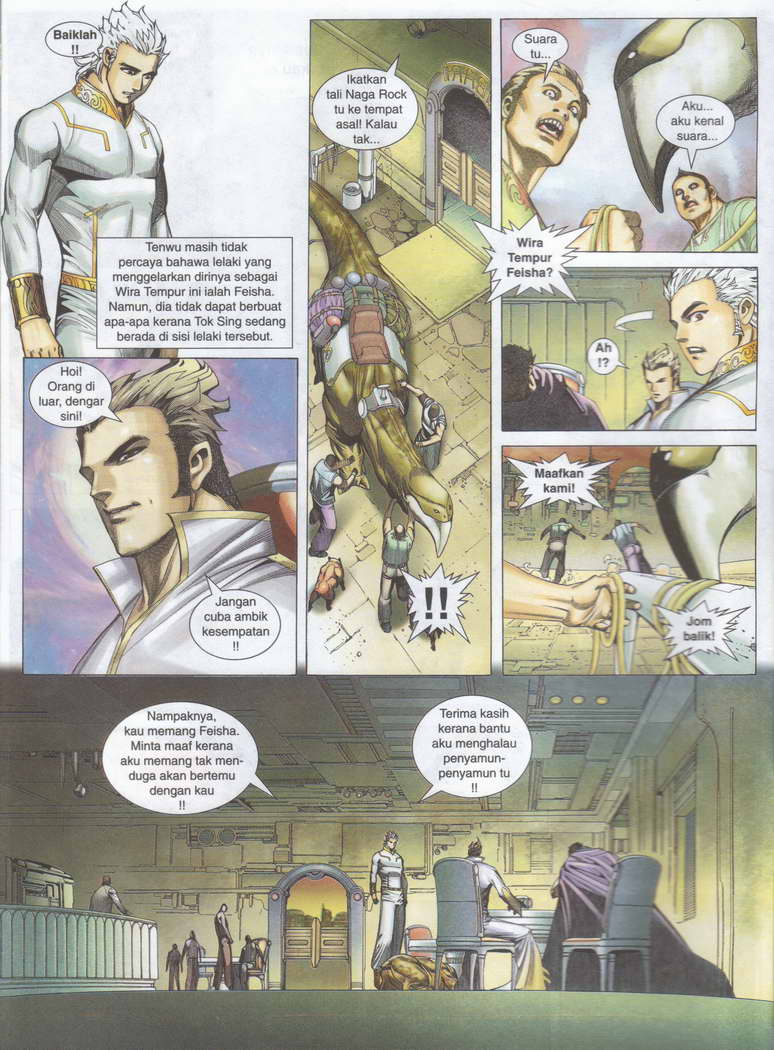 Baiklah
!!
Tenwu masih tidak
percaya bahawa lelaki yang
menggelarkan dirinya sebagai
Wira Tempur ini ialah Feisha.
Namun, dia tidak dapat berbuat
apa-apa kerana Tok Sing sedang
berada di sisi lelaki tersebut.
Hoi!
Orang di
luar, dengar
sini!
Jangan
cuba ambik
kesempatan
!!
Ikatkan
tali Naga Rock
tu ke tempat
asal! Kalau
tak...
!!
Suara
tu...
Aku...
aku kenal
suara...
Wira
Tempur
Feisha?
Ah
!?
Maafkan
kami!
Jom
balik!
Nampaknya,
kau memang Feisha.
Minta maaf kerana
aku memang tak men-
duga akan bertemu
dengan kau
!!
Terima kasih
kerana bantu
aku menghalau
penyamun-
penyamun tu
!!